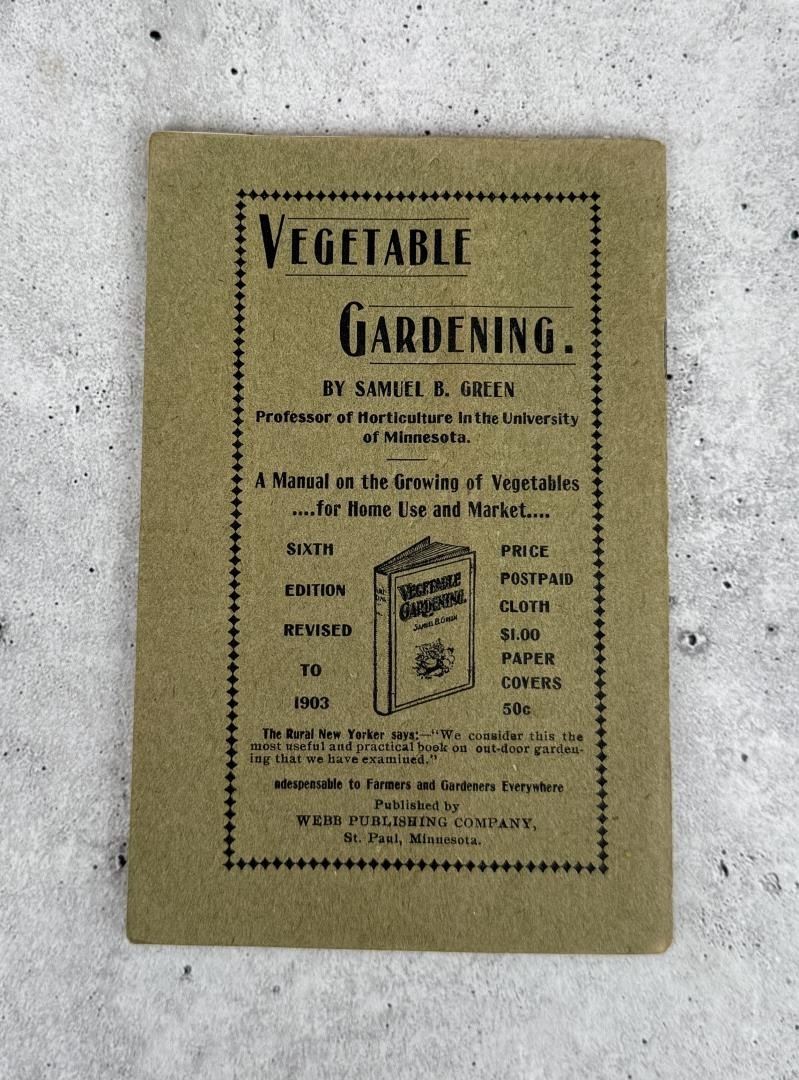 VEGETABLE
GARDENING.
BY SAMUEL B. GREEN
Professor of Horticulture In the University
of Minnesota.
A Manual on the Growing of Vegetables
....for Home Use and Market....
SIXTH
EDITION
REVISED
TO
1903
VEGETABLE
GARDENING.
SAMUEL B. GREEN
PRICE
POSTPAID
CLOTH
$1.00
PAPER
COVERS
50c
The Rural New Yorker says:—"We consider this the
most useful and practical book on out-door garden-
ing that we have examined."
ndespensable to Farmers and Gardeners Everywhere
Published by
WEBB PUBLISHING COMPANY,
St. Paul, Minnesota.